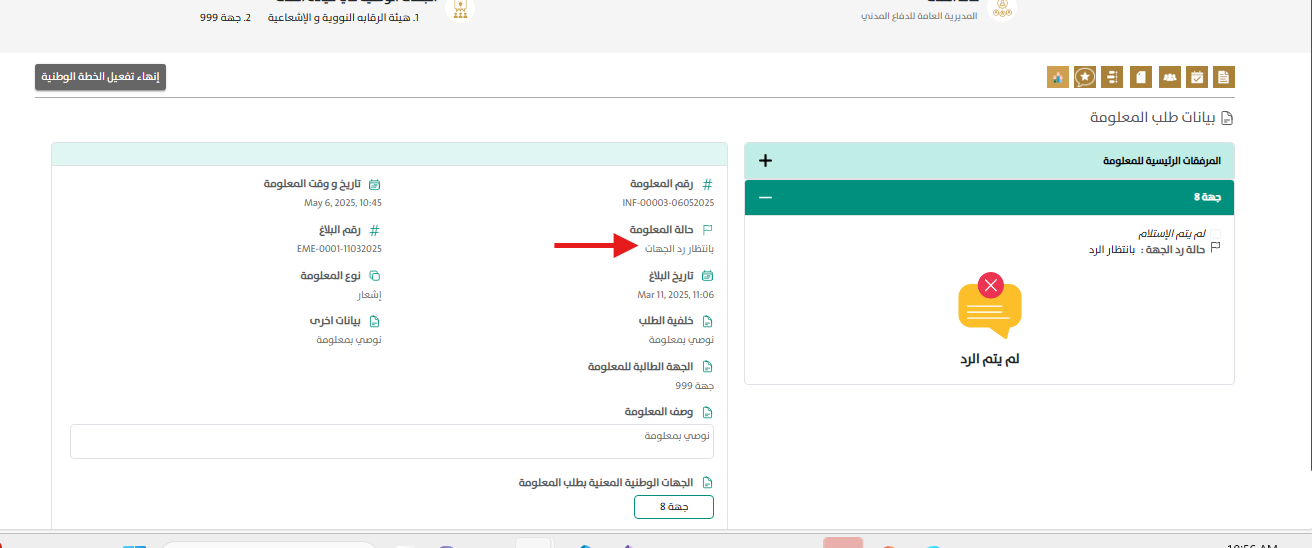 المديرية العامة للدفاع المدني
1. هيئة الرقابه النووية و الإشعاعية
2. جهة 999
إنهاء تفعيل الخطة الوطنية
بيانات طلب المعلومة
المرفقات الرئيسية للمعلومة
جهة 8
لم يتم الإستلام
حالة رد الجهة : بانتظار الرد
لم يتم الرد
رقم المعلومة
INF-00003-06052025
تاريخ و وقت المعلومة
May 6, 2025, 10:45
حالة المعلومة
بانتظار رد الجهات
رقم البلاغ
EME-0001-11032025
تاريخ البلاغ
Mar 11, 2025, 11:06
نوع المعلومة
إشعار
خلفية الطلب
نوصي بمعلومة
بيانات اخرى
نوصي بمعلومة
الجهة الطالبة للمعلومة
جهة 999
وصف المعلومة
نوصي بمعلومة
الجهات الوطنية المعنية بطلب المعلومة
جهة 8